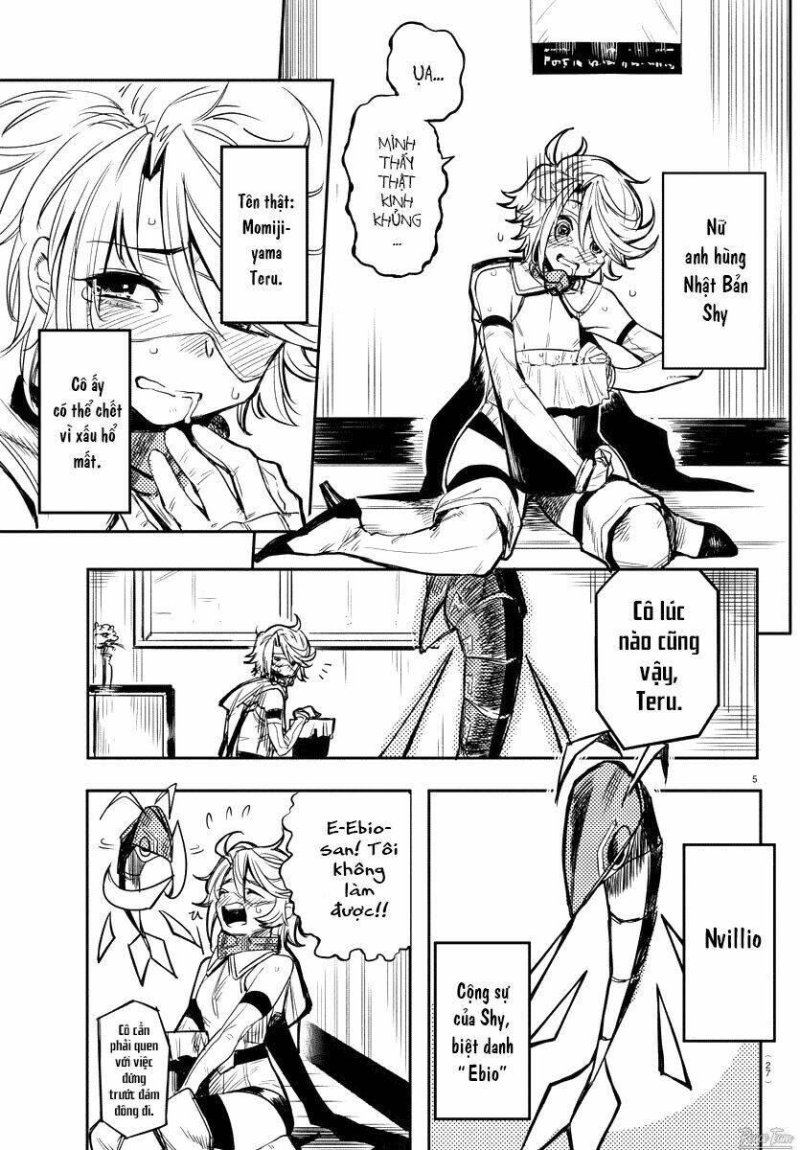 Ụa...
MÌNH
THẤY
THẬT
KINH
KHỦNG
...
Nữ
anh hùng
Nhật Bản
Shy
Tên thật:
Momiji-
yama
Teru.
Cô ấy
có thể chết
vì xấu hổ
mất.
Cô lúc
nào cũng
vậy,
Teru.
5
Nvillio
Cộng sự
của Shy,
biệt danh
“Ebio”
E-Ebio-
san! Tôi
không
làm
được!!
Cô cần
phải quen
với việc
đứng
trước đám
đông đi.
(27)